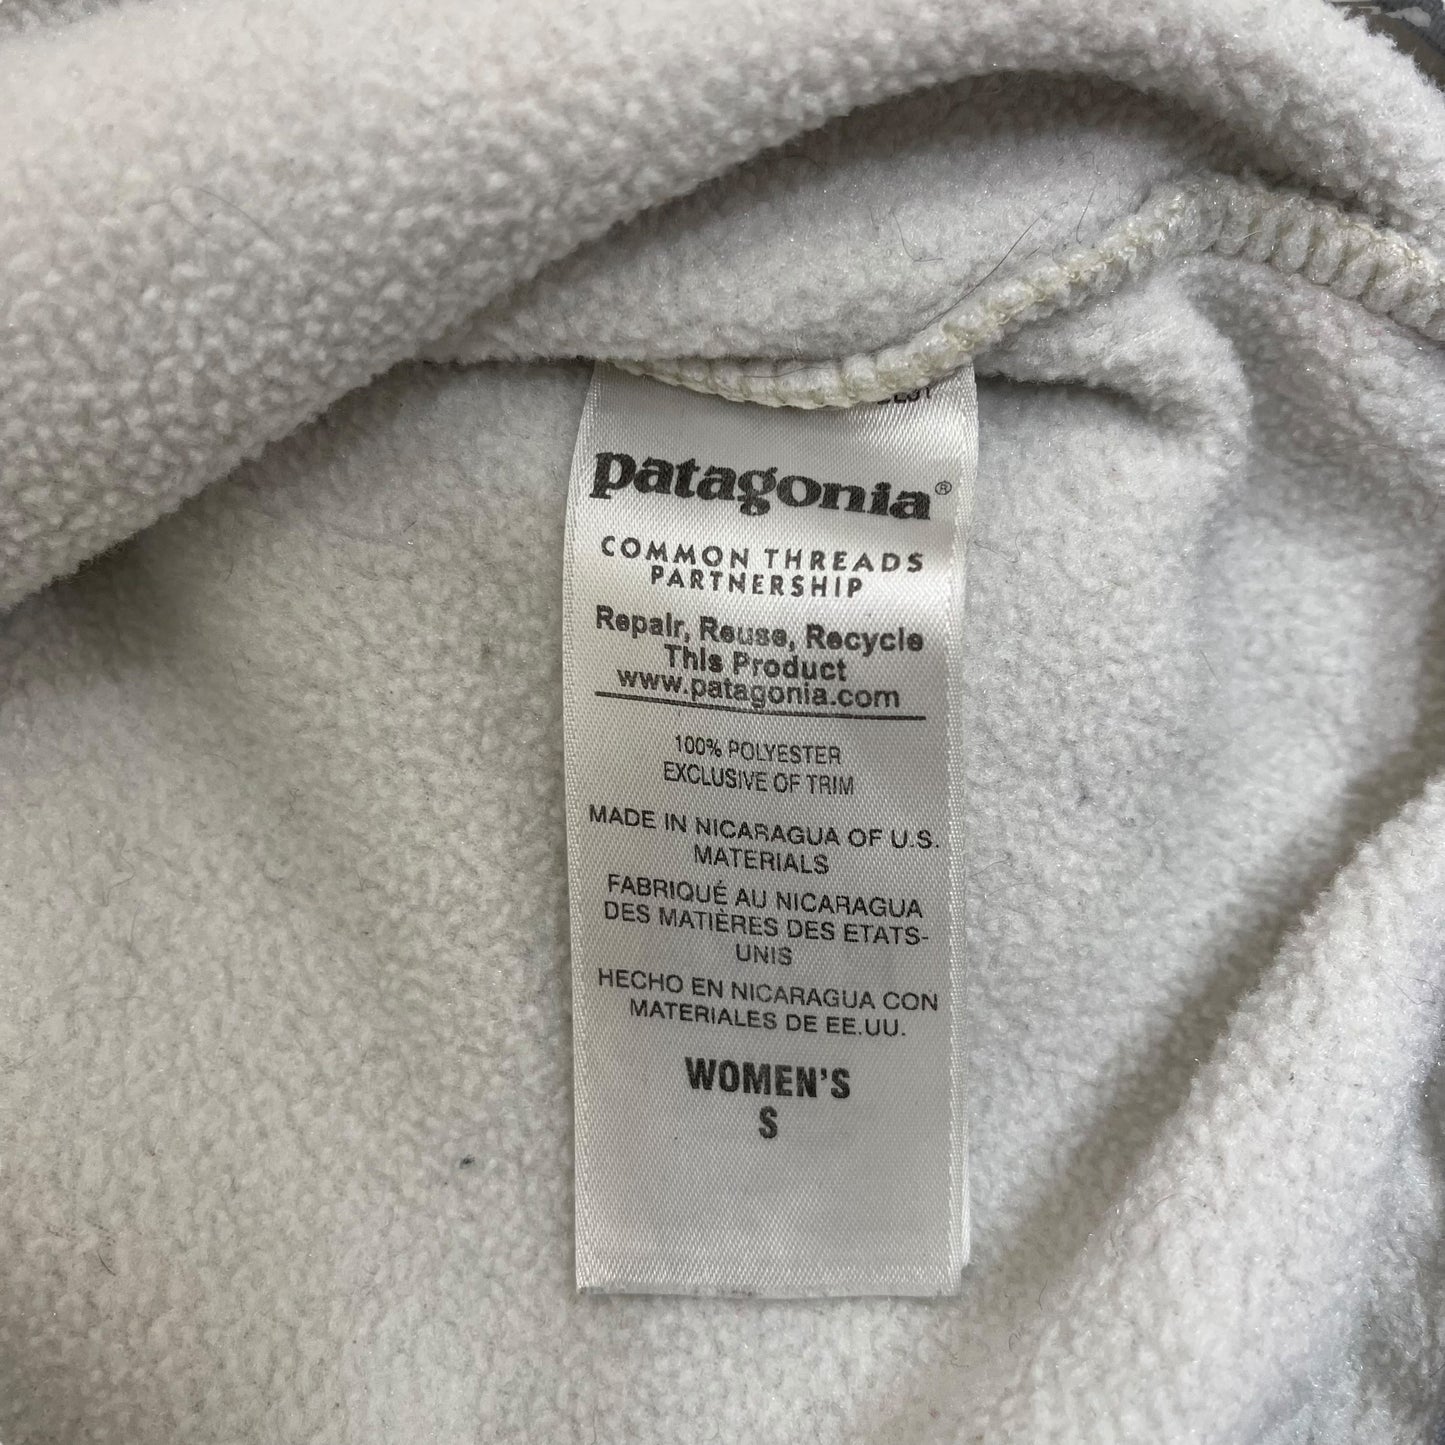 patagonia®
COMMON THREADS
PARTNERSHIP
Repair, Reuse, Recycle
This Product
www.patagonia.com
100% POLYESTER
EXCLUSIVE OF TRIM
MADE IN NICARAGUA OF U.S.
MATERIALS
FABRIQUÉ AU NICARAGUA
DES MATIÈRES DES ETATS-
UNIS
HECHO EN NICARAGUA CON
MATERIALES DE EE.UU.
WOMEN'S
S